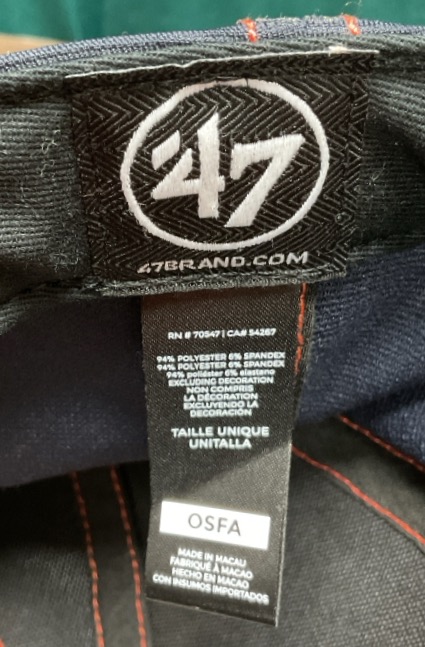 '47
47BRAND.COM
RN # 70547 | CA# 54267
94% POLYESTER 6% SPANDEX
94% POLYESTER 6% SPANDEX
94% poliéster 6% elastano
EXCLUDING DECORATION
NON COMPRIS
LA DÉCORATION
EXCLUYENDO LA
DECORACIÓN
TAILLE UNIQUE
UNITALLA
OSFA
MADE IN MACAU
FABRIQUÉ À MACAO
HECHO EN MACAO
CON INSUMOS IMPORTADOS